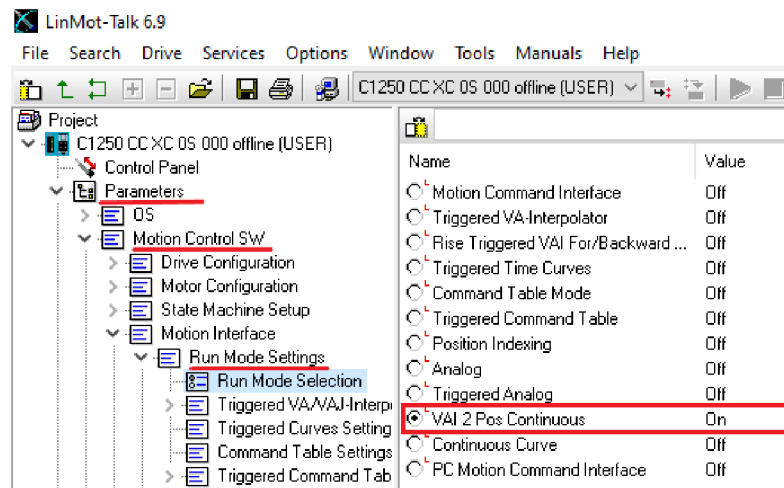 LinMot-Talk 6.9
File Search Drive Services Options Window Tools Manuals Help
C1250 CC XC 0S 000 offline (USER)
Project
C1250 CC XC 0S 000 offline (USER)
Control Panel
Parameters
OS
Motion Control SW
Drive Configuration
Motor Configuration
State Machine Setup
Motion Interface
Run Mode Settings
Run Mode Selection
Triggered VA/VAJ-Interp
Triggered Curves Setting
Command Table Settings
Triggered Command Tab
Name Value
Motion Command Interface Off
Triggered VA-Interpolator Off
Rise Triggered VAI For/Backward ... Off
Triggered Time Curves Off
Command Table Mode Off
Triggered Command Table Off
Position Indexing Off
Analog Off
Triggered Analog Off
VAI 2 Pos Continuous On
Continuous Curve Off
PC Motion Command Interface Off